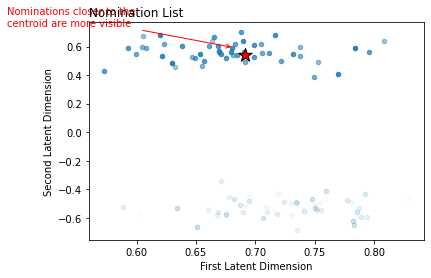 Nomination List
Nominations closer to the
centroid are more visible
0.6
0.4
0.2
0.0
−0.2
−0.4
−0.6
Second Latent Dimension
0.60 0.65 0.70 0.75 0.80
First Latent Dimension